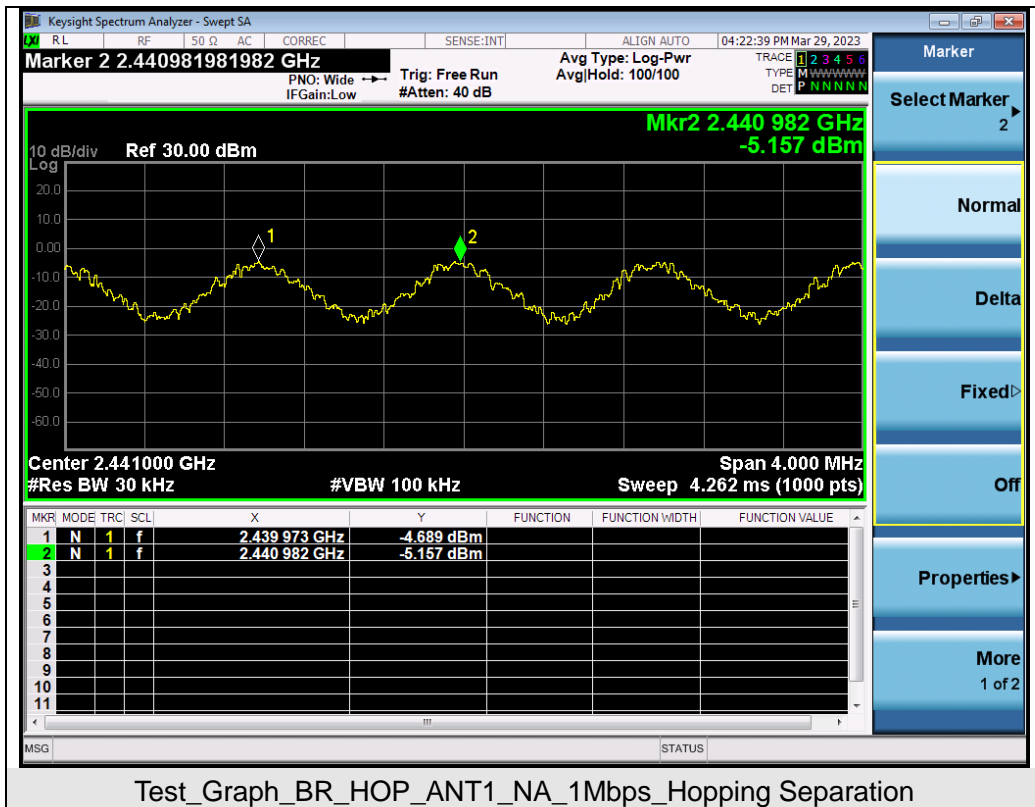 Keysight Spectrum Analyzer - Swept SA
LXI RL RF 50 Ω AC CORREC SENSE:INT ALIGN AUTO 04:22:39 PM Mar 29, 2023
Marker 2 2.440981981982 GHz
PNO: Wide
IFGain:Low
Trig: Free Run
#Atten: 40 dB
Avg Type: Log-Pwr
Avg|Hold: 100/100
TRACE 1 2 3 4 5 6
TYPE M WWWWW
DET P N N N N N
Mkr2 2.440 982 GHz
-5.157 dBm
10 dB/div Ref 30.00 dBm
Log
20.0
10.0
0.00
-10.0
-20.0
-30.0
-40.0
-50.0
-60.0
1
2
Center 2.441000 GHz Span 4.000 MHz
#Res BW 30 kHz #VBW 100 kHz Sweep 4.262 ms (1000 pts)
MKR MODE TRC SCL X Y FUNCTION FUNCTION WIDTH FUNCTION VALUE
1 N 1 f 2.439 973 GHz -4.689 dBm
2 N 1 f 2.440 982 GHz -5.157 dBm
3
4
5
6
7
8
9
10
11
MSG STATUS
Marker
Select Marker
2
Normal
Delta
Fixed
Off
Properties
More
1 of 2
Test_Graph_BR_HOP_ANT1_NA_1Mbps_Hopping Separation